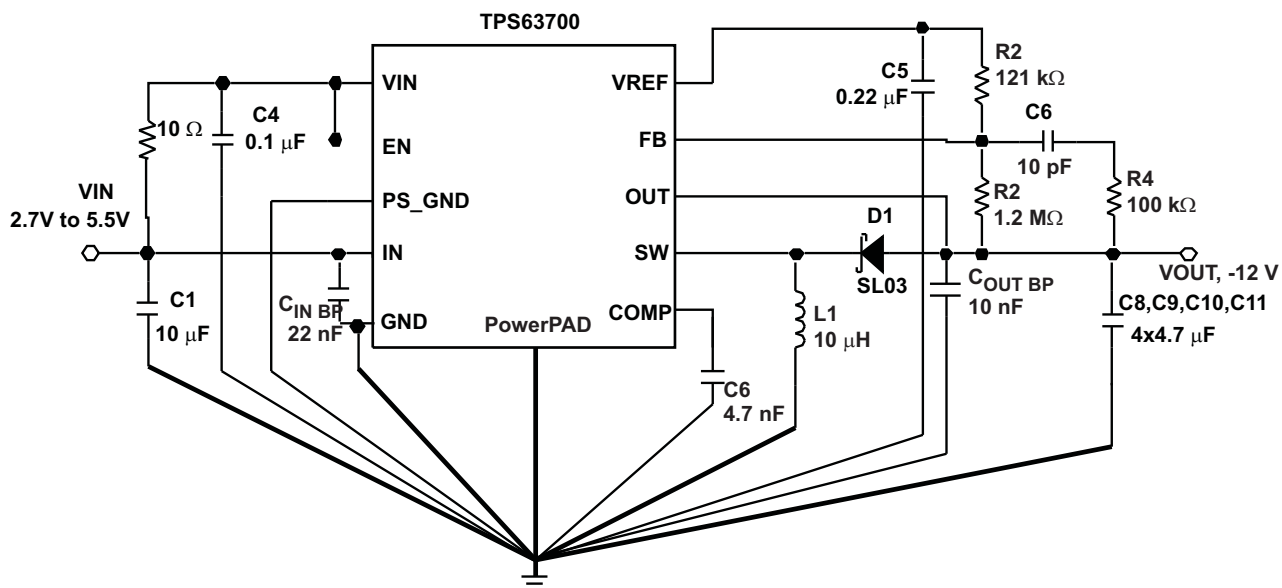 TPS63700
VIN
EN
PS_GND
IN
GND
PowerPAD
VREF
FB
OUT
SW
COMP
10 Ω
C4
0.1 μF
VIN
2.7V to 5.5V
C1
10 μF
CIN BP
22 nF
C5
0.22 μF
R2
121 kΩ
C6
10 pF
R2
1.2 MΩ
R4
100 kΩ
D1
SL03
L1
10 μH
COUT BP
10 nF
VOUT, -12 V
C8,C9,C10,C11
4x4.7 μF
C6
4.7 nF